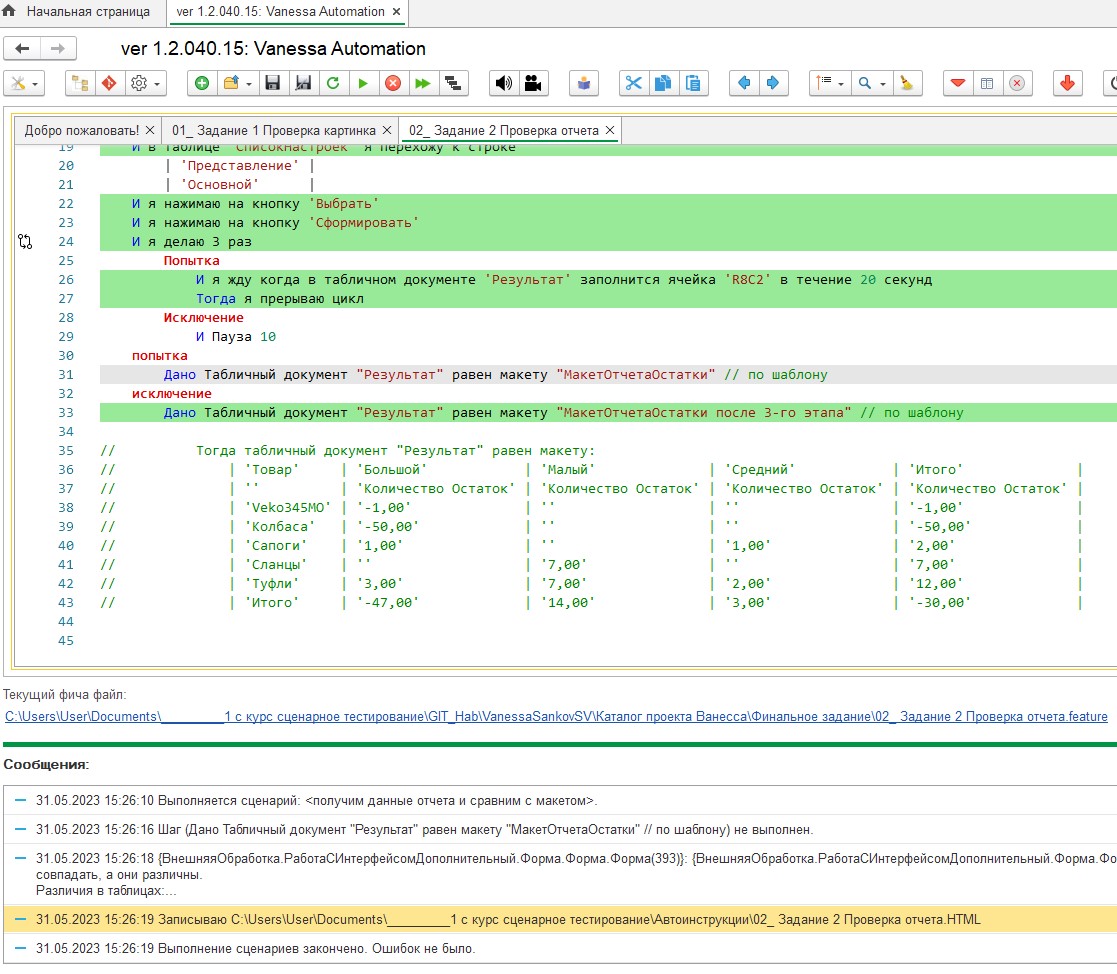 Начальная страница
ver 1.2.040.15: Vanessa Automation ×
ver 1.2.040.15: Vanessa Automation
Добро пожаловать! × 01_ Задание 1 Проверка картинка × 02_ Задание 2 Проверка отчета ×
19 И в таблице "СписокНастроек" я перехожу к строке
20 | 'Представление' |
21 | 'Основной' |
22 И я нажимаю на кнопку 'Выбрать'
23 И я нажимаю на кнопку 'Сформировать'
24 И я делаю 3 раз
25 Попытка
26 И я жду когда в табличном документе 'Результат' заполнится ячейка 'R8C2' в течение 20 секунд
27 Тогда я прерываю цикл
28 Исключение
29 И Пауза 10
30 попытка
31 Дано Табличный документ "Результат" равен макету "МакетОтчетаОстатки" // по шаблону
32 исключение
33 Дано Табличный документ "Результат" равен макету "МакетОтчетаОстатки после 3-го этапа" // по шаблону
34
35 // Тогда табличный документ "Результат" равен макету:
36 // | 'Товар' | 'Большой' | 'Малый' | 'Средний' | 'Итого' |
37 // | '' | 'Количество Остаток' | 'Количество Остаток' | 'Количество Остаток' | 'Количество Остаток' |
38 // | 'Veko345MO' | '-1,00' | '' | '' | '-1,00' |
39 // | 'Колбаса' | '-50,00' | '' | '' | '-50,00' |
40 // | 'Сапоги' | '1,00' | '' | '1,00' | '2,00' |
41 // | 'Сланцы' | '' | '7,00' | '' | '7,00' |
42 // | 'Туфли' | '3,00' | '7,00' | '2,00' | '12,00' |
43 // | 'Итого' | '-47,00' | '14,00' | '3,00' | '-30,00' |
44
45
Текущий фича файл:
C:\Users\User\Documents\_________1 с курс сценарное тестирование\GIT_Hab\VanessaSankovSV\Каталог проекта Ванесса\Финальное задание\02_ Задание 2 Проверка отчета.feature
Сообщения:
31.05.2023 15:26:10 Выполняется сценарий: <получим данные отчета и сравним с макетом>.
31.05.2023 15:26:16 Шаг (Дано Табличный документ "Результат" равен макету "МакетОтчетаОстатки" // по шаблону) не выполнен.
31.05.2023 15:26:18 {ВнешняяОбработка.РаботаСИнтерфейсомДополнительный.Форма.Форма.Форма(393)}: {ВнешняяОбработка.РаботаСИнтерфейсомДополнительный.Форма.Фо
совпадать, а они различны.
Различия в таблицах:...
31.05.2023 15:26:19 Записываю C:\Users\User\Documents\_________1 с курс сценарное тестирование\Автоинструкции\02_ Задание 2 Проверка отчета.HTML
31.05.2023 15:26:19 Выполнение сценариев закончено. Ошибок не было.